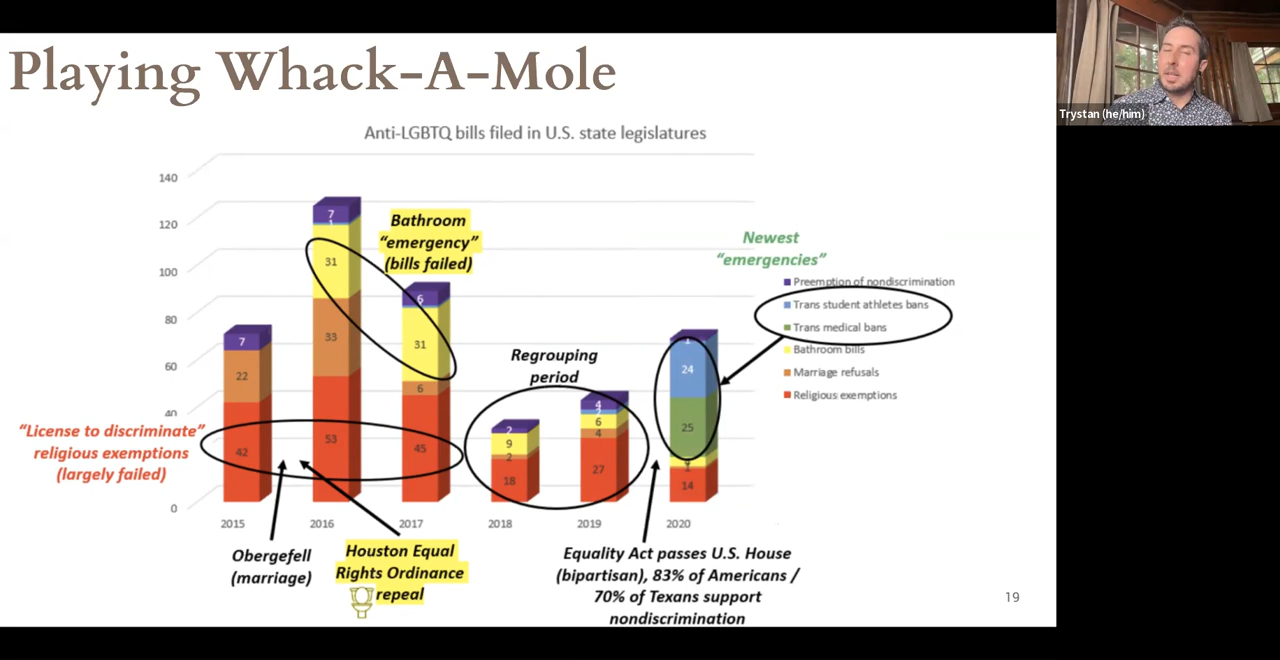 Playing Whack-A-Mole
Trystan (he/him)
Anti-LGBTQ bills filed in U.S. state legislatures
140
120
100
80
60
40
20
0
7
22
42
7
1
31
33
53
6
31
6
45
2
9
2
18
4
2
6
4
27
1
24
25
14
Bathroom
“emergency”
(bills failed)
Regrouping
period
Newest
“emergencies”
Preemption of nondiscrimination
Trans student athletes bans
Trans medical bans
Bathroom bills
Marriage refusals
Religious exemptions
“License to discriminate”
religious exemptions
(largely failed)
2015
2016
2017
2018
2019
2020
Obergefell
(marriage)
Houston Equal
Rights Ordinance
repeal
Equality Act passes U.S. House
(bipartisan), 83% of Americans /
70% of Texans support
nondiscrimination
19